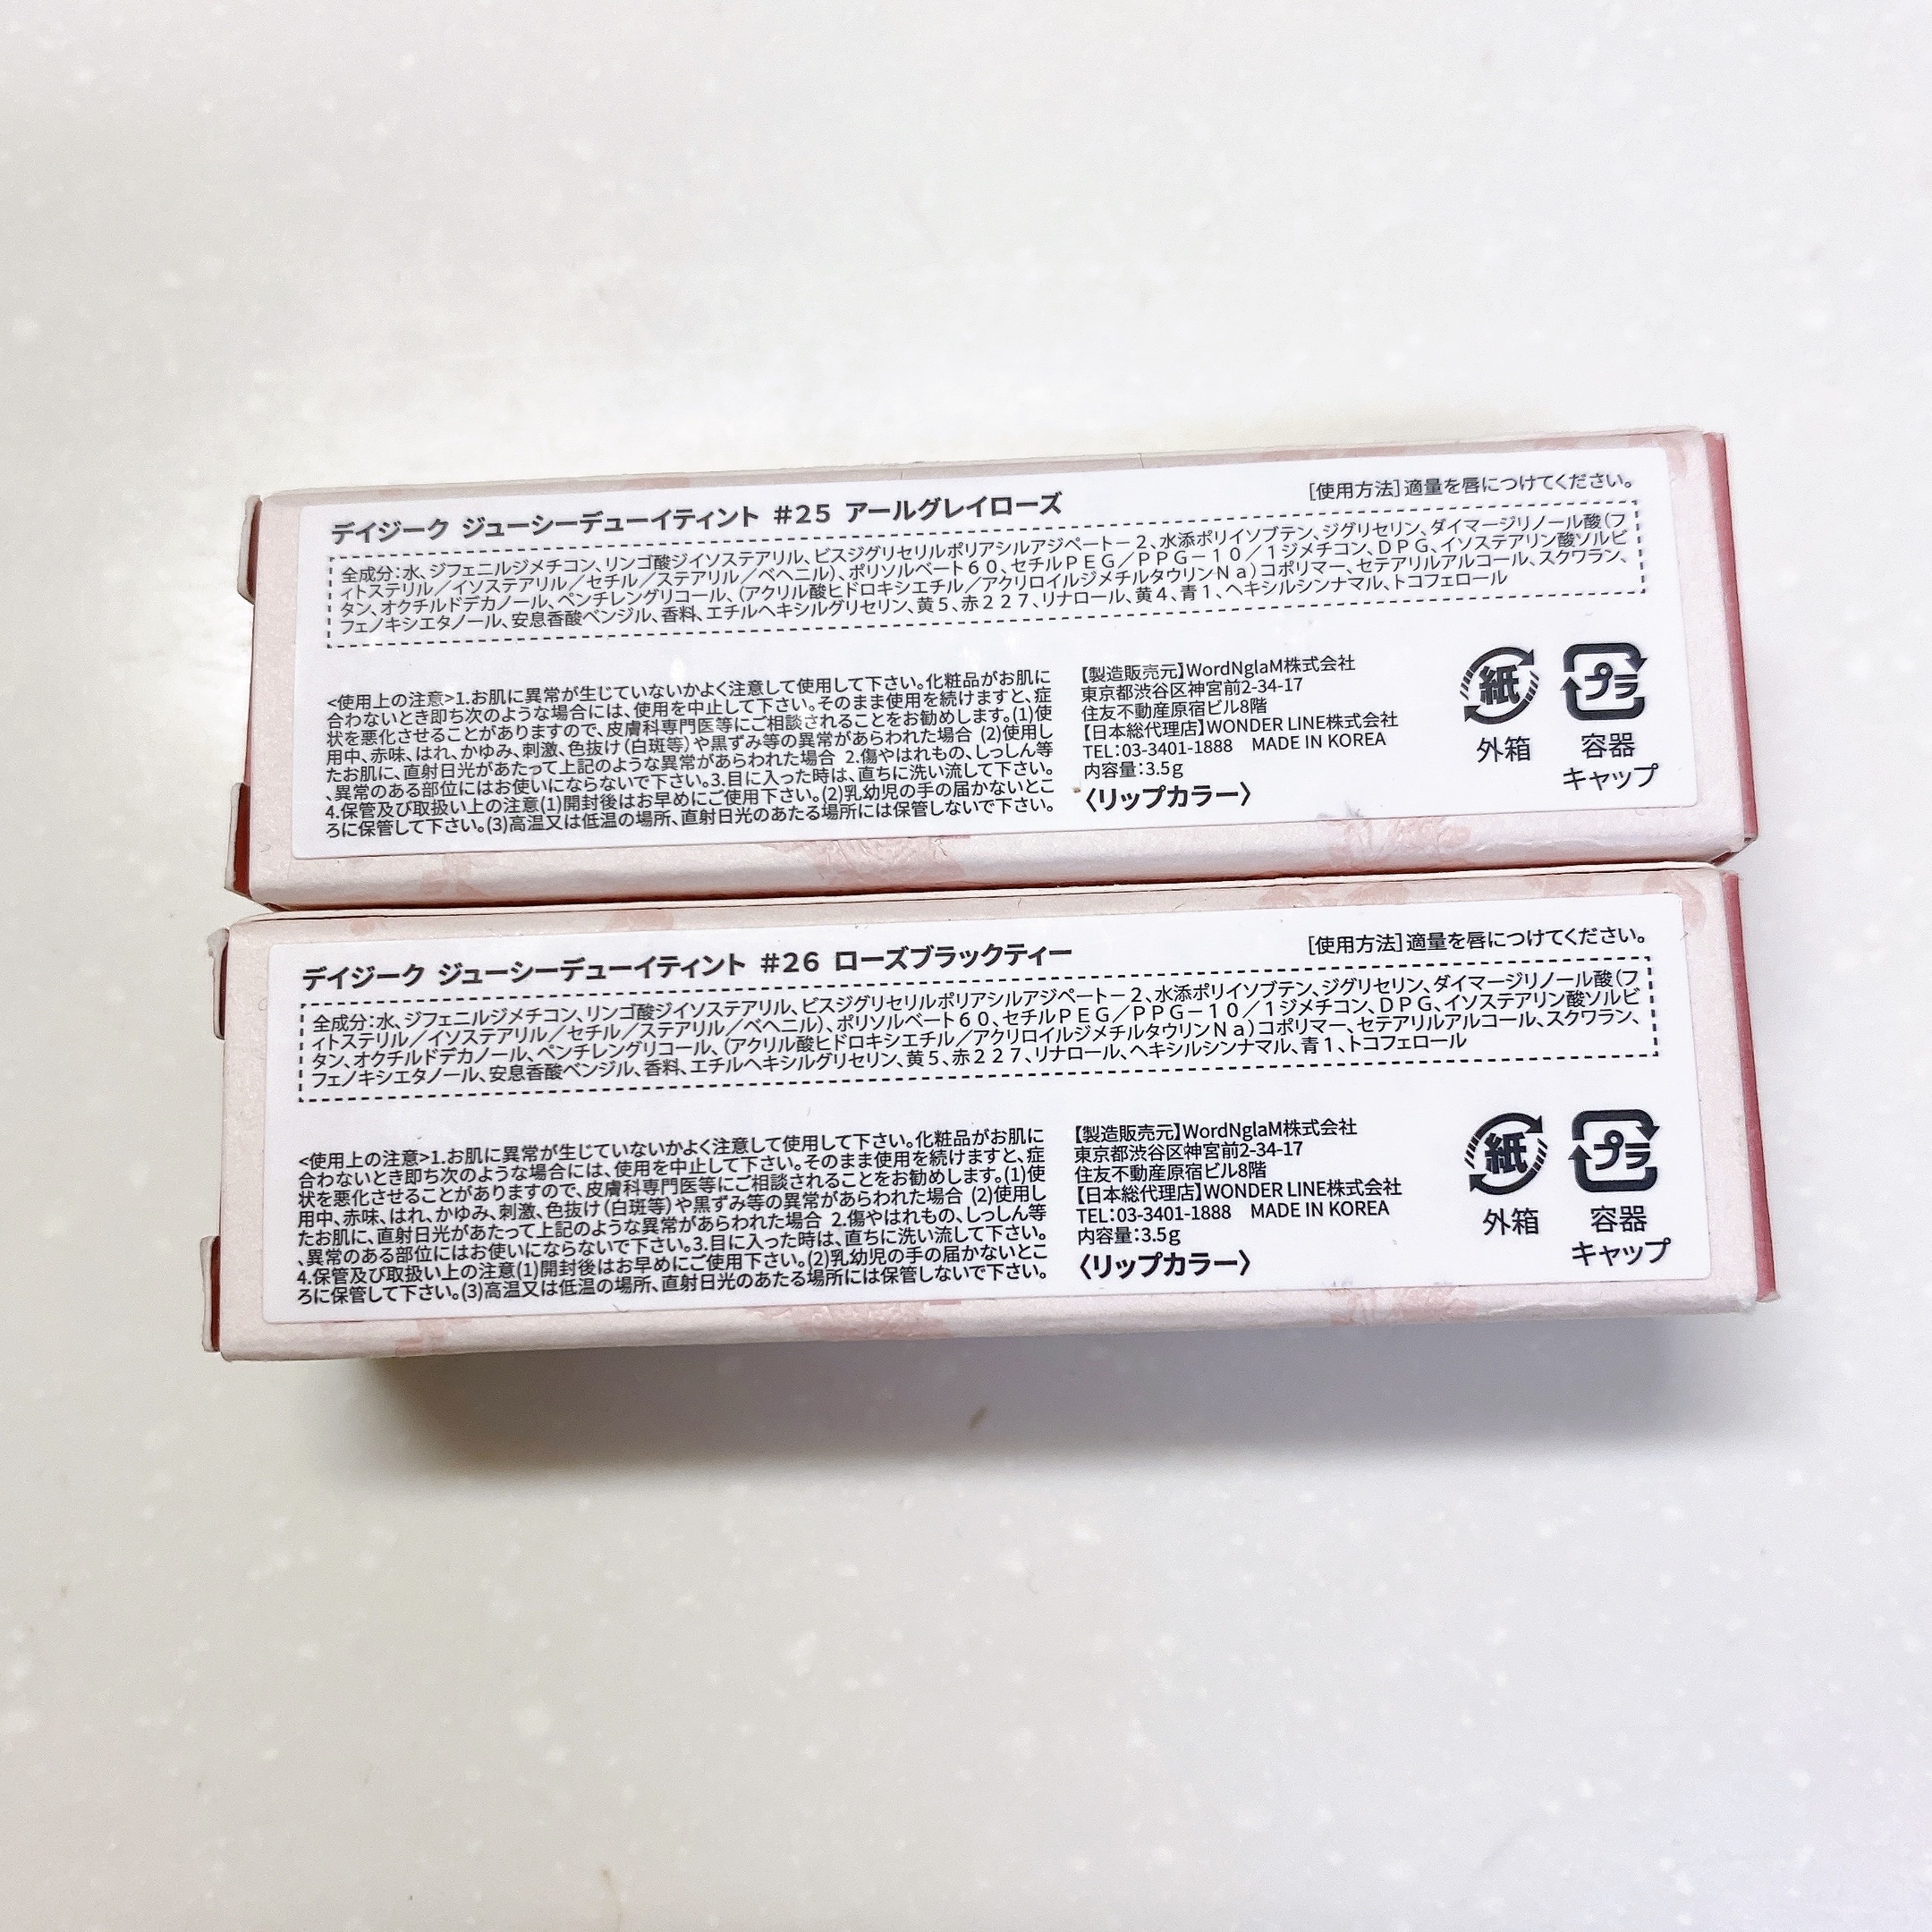 デイジーク ジューシーデューイティント #25 アールグレイローズ
[使用方法]適量を唇につけてください。
全成分:水、ジフェニルジメチコン、リンゴ酸ジイソステアリル、ビスジグリセリルポリアシルアジペート－2、水添ポリイソブテン、ジグリセリン、ダイマージリノール酸(フ
ィトステリル／イソステアリル／セチル／ステアリル／ベヘニル)、ポリソルベート60、セチルPEG／PPG－10／1ジメチコン、DPG、イソステアリン酸ソルビ
タン、オクチルドデカノール、ペンチレングリコール、(アクリル酸ヒドロキシエチル／アクリロイルジメチルタウリンNa)コポリマー、セテアリルアルコール、スクワラン、
フェノキシエタノール、安息香酸ベンジル、香料、エチルヘキシルグリセリン、黄5、赤227、リナロール、黄4、青1、ヘキシルシンナマル、トコフェロール
<使用上の注意>1.お肌に異常が生じていないかよく注意して使用して下さい。化粧品がお肌に
合わないとき即ち次のような場合には、使用を中止して下さい。そのまま使用を続けますと、症
状を悪化させることがありますので、皮膚科専門医等にご相談されることをお勧めします。(1)使
用中、赤味、はれ、かゆみ、刺激、色抜け(白斑等)や黒ずみ等の異常があらわれた場合 (2)使用し
たお肌に、直射日光があたって上記のような異常があらわれた場合 2.傷やはれもの、しっしん等
、異常のある部位にはお使いにならないで下さい。3.目に入った時は、直ちに洗い流して下さい。
4.保管及び取扱い上の注意(1)開封後はお早めにご使用下さい。(2)乳幼児の手の届かないとこ
ろに保管して下さい。(3)高温又は低温の場所、直射日光のあたる場所には保管しないで下さい。
【製造販売元】WordNglaM株式会社
東京都渋谷区神宮前2-34-17
住友不動産原宿ビル8階
【日本総代理店】WONDER LINE株式会社
TEL:03-3401-1888 MADE IN KOREA
内容量:3.5g
〈リップカラー〉
紙
外箱
プラ
容器
キャップ
デイジーク ジューシーデューイティント #26 ローズブラックティー
[使用方法]適量を唇につけてください。
全成分:水、ジフェニルジメチコン、リンゴ酸ジイソステアリル、ビスジグリセリルポリアシルアジペート－2、水添ポリイソブテン、ジグリセリン、ダイマージリノール酸(フ
ィトステリル／イソステアリル／セチル／ステアリル／ベヘニル)、ポリソルベート60、セチルPEG／PPG－10／1ジメチコン、DPG、イソステアリン酸ソルビ
タン、オクチルドデカノール、ペンチレングリコール、(アクリル酸ヒドロキシエチル／アクリロイルジメチルタウリンNa)コポリマー、セテアリルアルコール、スクワラン、
フェノキシエタノール、安息香酸ベンジル、香料、エチルヘキシルグリセリン、黄5、赤227、リナロール、ヘキシルシンナマル、青1、トコフェロール
<使用上の注意>1.お肌に異常が生じていないかよく注意して使用して下さい。化粧品がお肌に
合わないとき即ち次のような場合には、使用を中止して下さい。そのまま使用を続けますと、症
状を悪化させることがありますので、皮膚科専門医等にご相談されることをお勧めします。(1)使
用中、赤味、はれ、かゆみ、刺激、色抜け(白斑等)や黒ずみ等の異常があらわれた場合 (2)使用し
たお肌に、直射日光があたって上記のような異常があらわれた場合 2.傷やはれもの、しっしん等
、異常のある部位にはお使いにならないで下さい。3.目に入った時は、直ちに洗い流して下さい。
4.保管及び取扱い上の注意(1)開封後はお早めにご使用下さい。(2)乳幼児の手の届かないとこ
ろに保管して下さい。(3)高温又は低温の場所、直射日光のあたる場所には保管しないで下さい。
【製造販売元】WordNglaM株式会社
東京都渋谷区神宮前2-34-17
住友不動産原宿ビル8階
【日本総代理店】WONDER LINE株式会社
TEL:03-3401-1888 MADE IN KOREA
内容量:3.5g
〈リップカラー〉
紙
外箱
プラ
容器
キャップ